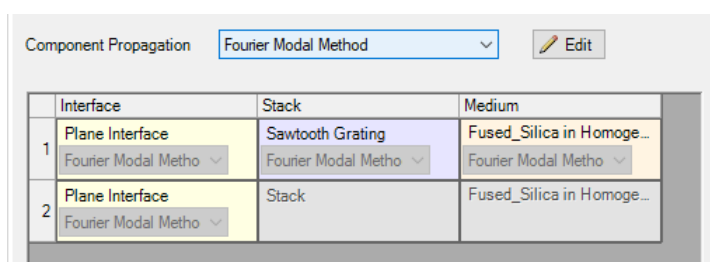 Component Propagation Fourier Modal Method Edit
Interface Stack Medium
1 Plane Interface Sawtooth Grating Fused_Silica in Homoge...
Fourier Modal Metho Fourier Modal Metho Fourier Modal Metho
2 Plane Interface Stack Fused_Silica in Homoge...
Fourier Modal Metho